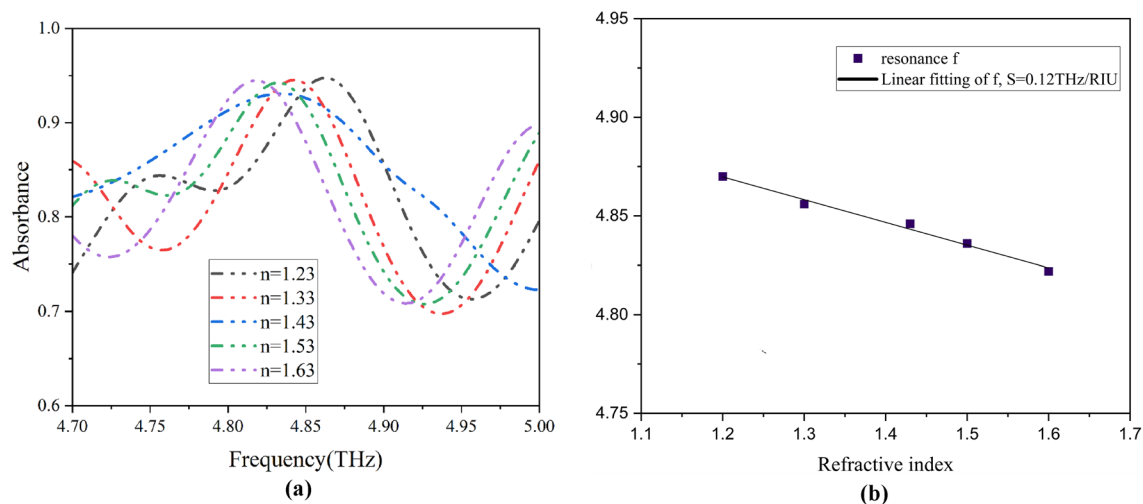 1.0
0.9
0.8
0.7
0.6
Absorbance
n=1.23
n=1.33
n=1.43
n=1.53
n=1.63
4.70 4.75 4.80 4.85 4.90 4.95 5.00
Frequency(THz)
(a)
4.95
4.90
4.85
4.80
4.75
resonance f
Linear fitting of f, S=0.12THz/RIU
1.1 1.2 1.3 1.4 1.5 1.6 1.7
Refractive index
(b)